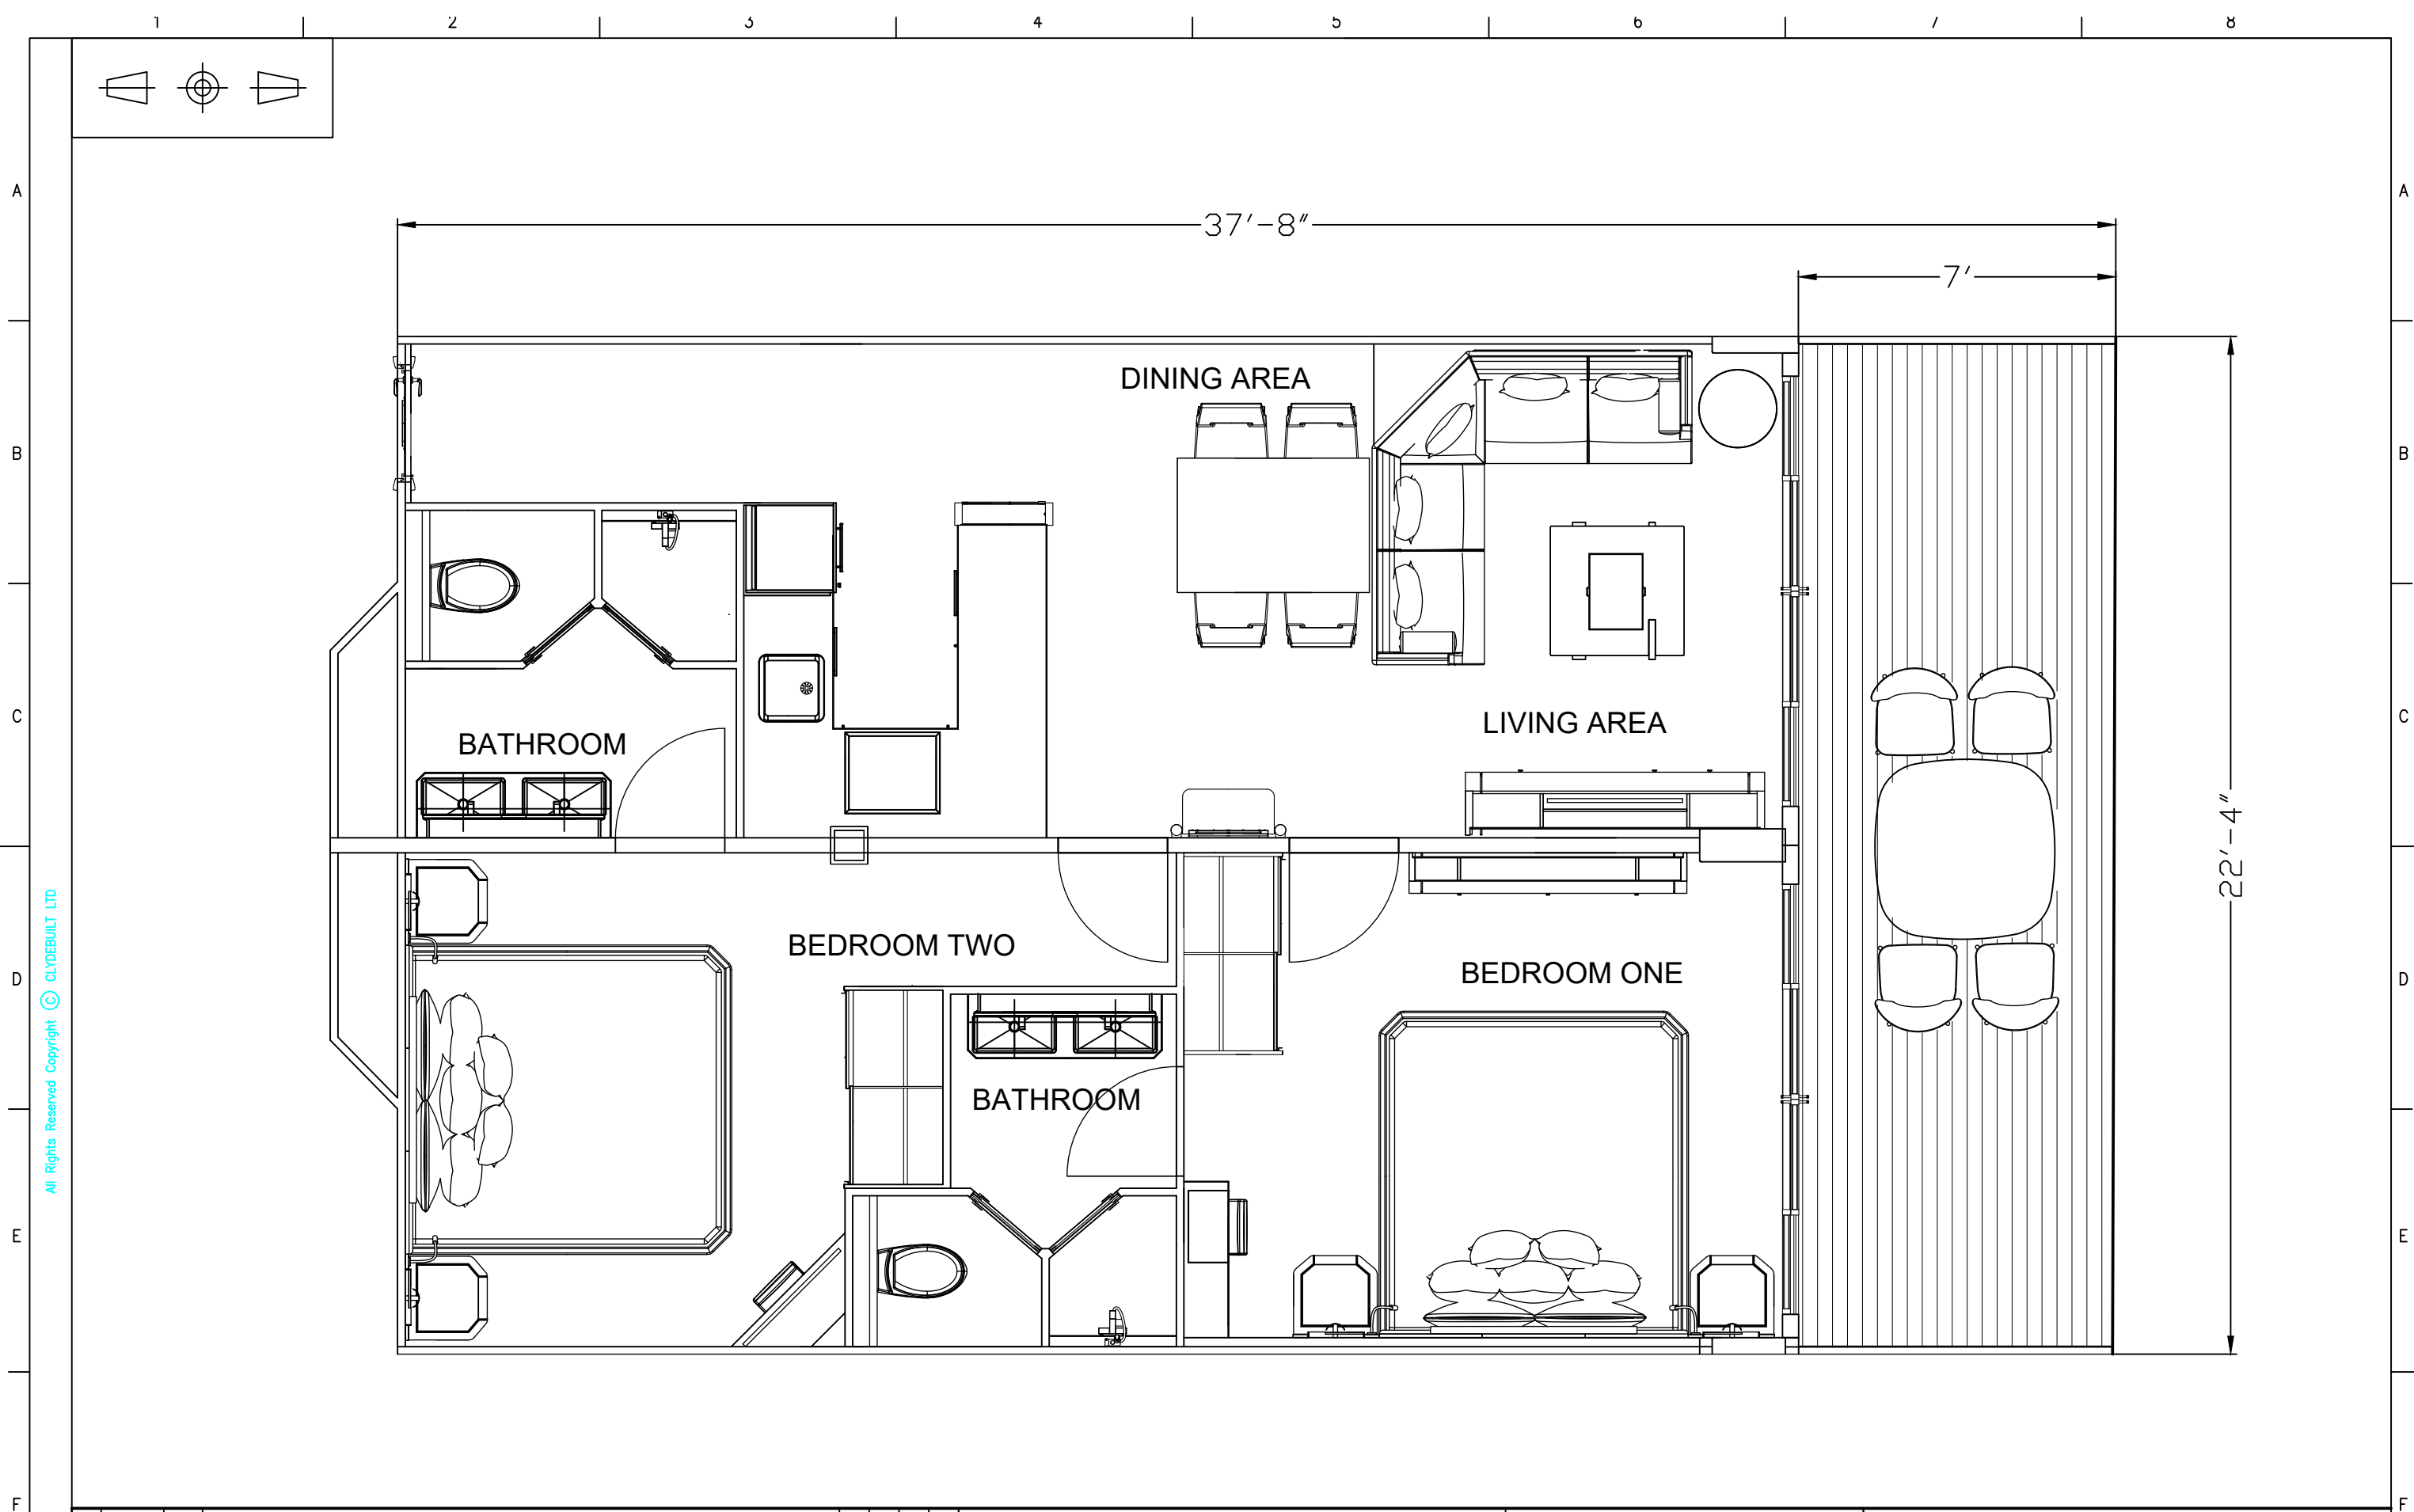 1 2 3 4 5 6 7 8
A A
37'-8"
7'
DINING AREA
B B
C C
LIVING AREA
BATHROOM
22'-4"
All Rights Reserved Copyright © CLYDEBUILT LTD
BEDROOM TWO
BEDROOM ONE
D D
BATHROOM
E E
F F